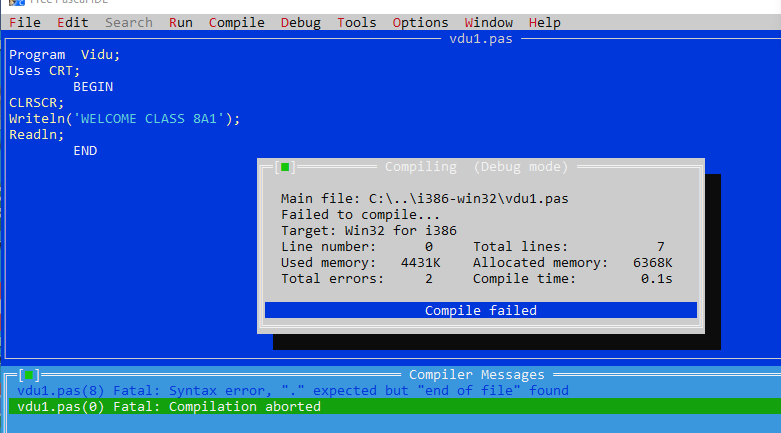 File Edit Search Run Compile Debug Tools Options Window Help
vdu1.pas
Program  Vidu;
Uses CRT;
        BEGIN
CLRSCR;
Writeln('WELCOME CLASS 8A1');
Readln;
        END
[■] Compiling  (Debug mode)
Main file: C:\..\i386-win32\vdu1.pas
Failed to compile...
Target: Win32 for i386
Line number:      0     Total lines:         7
Used memory:   4431K    Allocated memory:   6368K
Total errors:     2     Compile time:        0.1s
Compile failed
[■] Compiler Messages
vdu1.pas(8) Fatal: Syntax error, "." expected but "end of file" found
vdu1.pas(0) Fatal: Compilation aborted